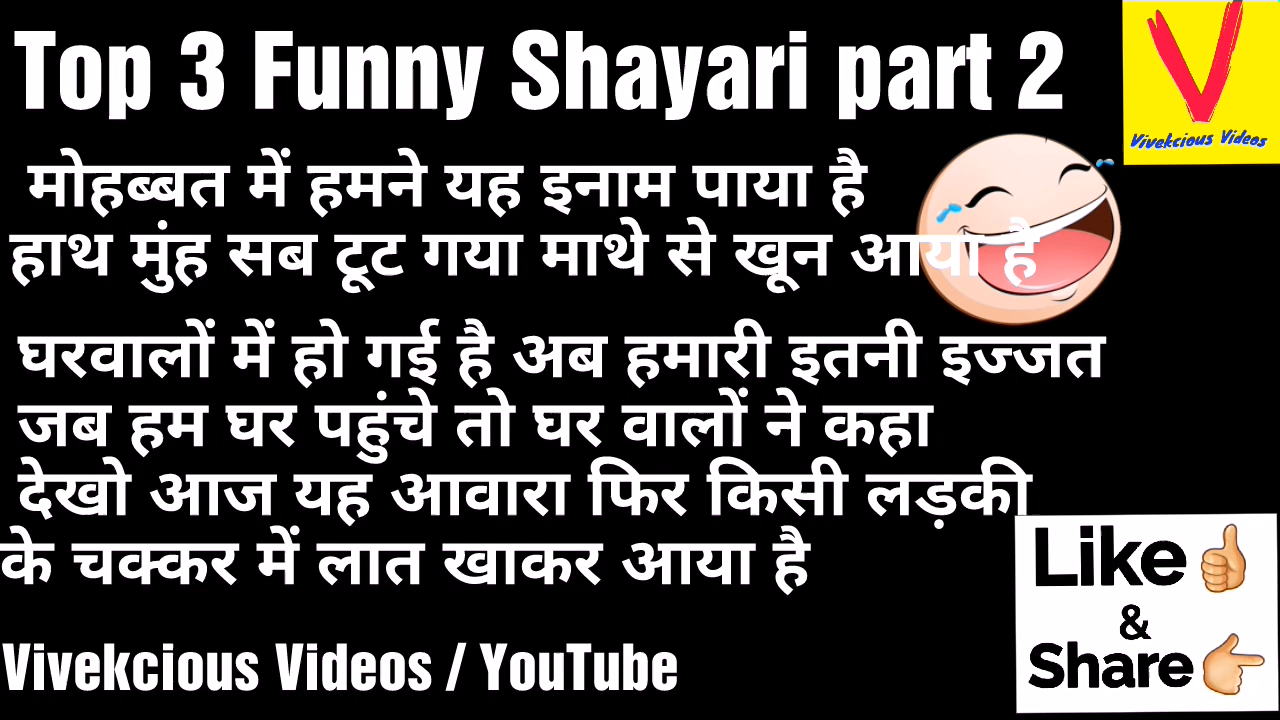 Top 3 Funny Shayari part 2
V
Vivekcious Videos
मोहब्बत में हमने यह इनाम पाया है
हाथ मुंह सब टूट गया माथे से खून आया है
घरवालों में हो गई है अब हमारी इतनी इज्जत
जब हम घर पहुंचे तो घर वालों ने कहा
देखो आज यह आवारा फिर किसी लड़की
के चक्कर में लात खाकर आया है
Like
&
Share
Vivekcious Videos / YouTube